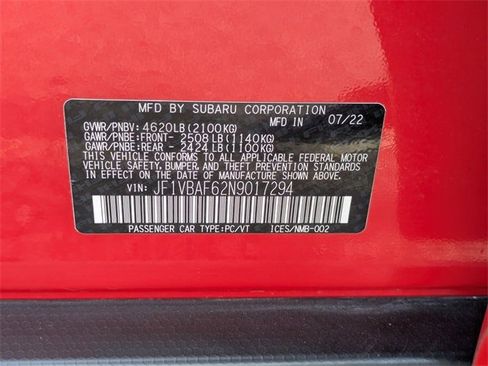 MFD BY SUBARU CORPORATION
MFD IN 07/22
GVWR/PNBV: 4620LB(2100KG)
GAWR/PNBE:FRONT- 2508LB(1140KG)
GAWR/PNBE:REAR - 2424LB(1100KG)
THIS VEHICLE CONFORMS TO ALL APPLICABLE FEDERAL MOTOR
VEHICLE SAFETY, BUMPER, AND THEFT PREVENTION STANDARDS
IN EFFECT ON THE DATE OF MANUFACTURE SHOWN ABOVE.
VIN: JF1VBAF62N9017294
PASSENGER CAR TYPE:PC/VT ICES/NMB-002